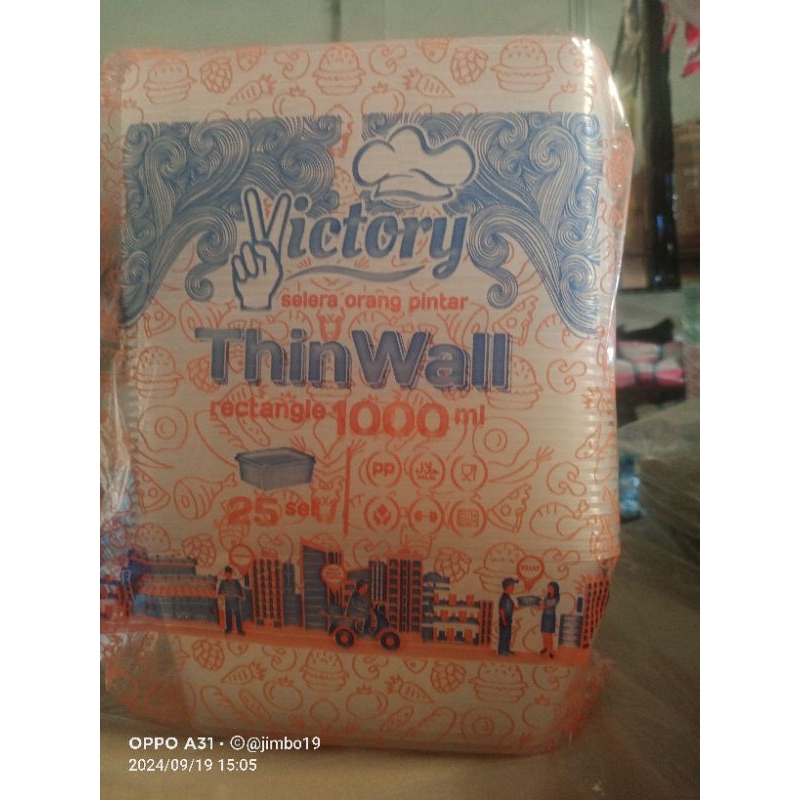 Victory
selera orang pintar
ThinWall
rectangle 1000 ml
25 set
PP
HALAL
OPPO A31 · ©@jimbo19
2024/09/19 15:05